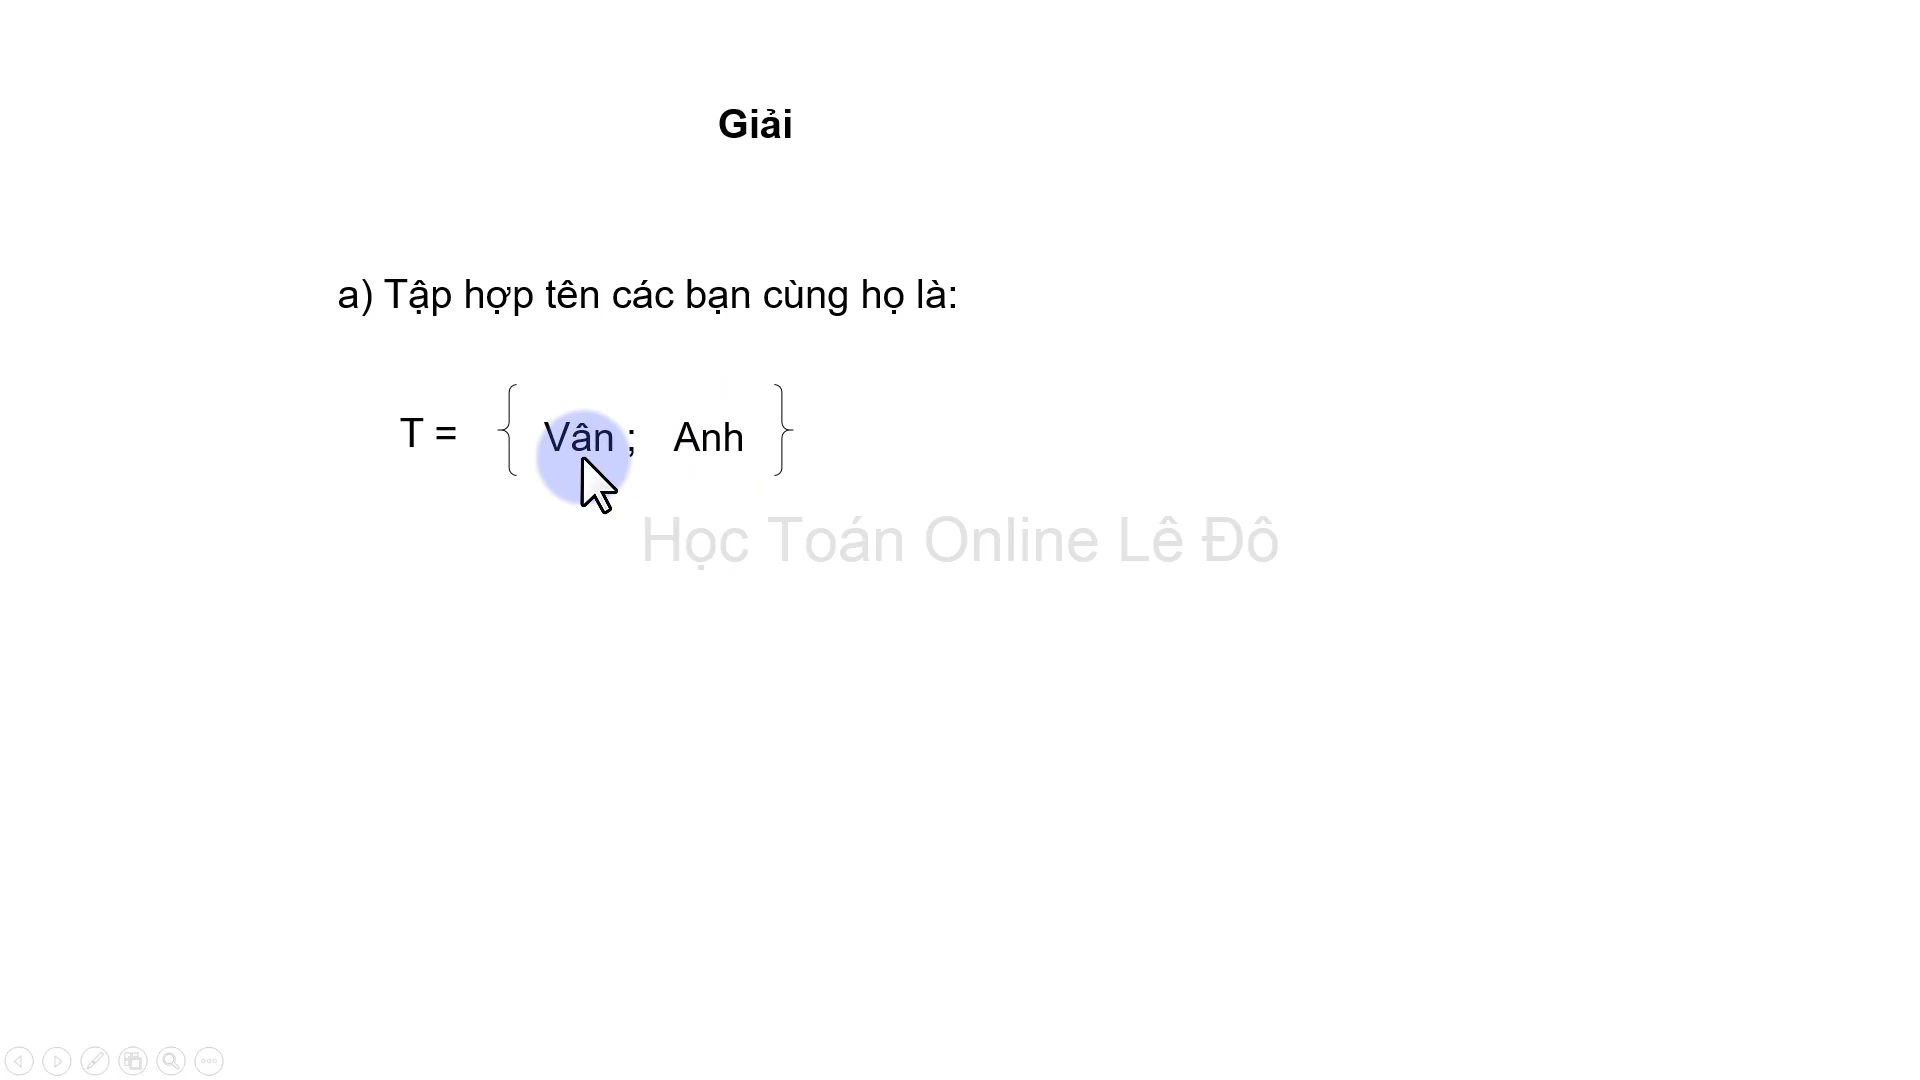 Giải
a) Tập hợp tên các bạn cùng họ là:
T = { Vân ; Anh }
Học Toán Online Lê Đô